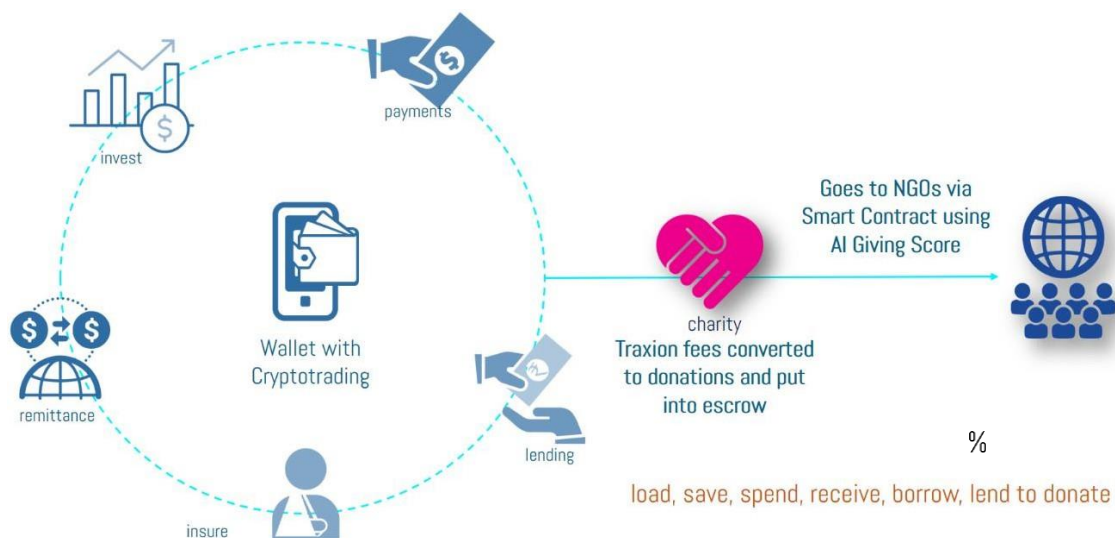 payments
invest
Goes to NGOs via
Smart Contract using
AI Giving Score
$ $
remittance
Wallet with
Cryptotrading
charity
Traxion fees converted
to donations and put
into escrow
lending
%
load, save, spend, receive, borrow, lend to donate
insure